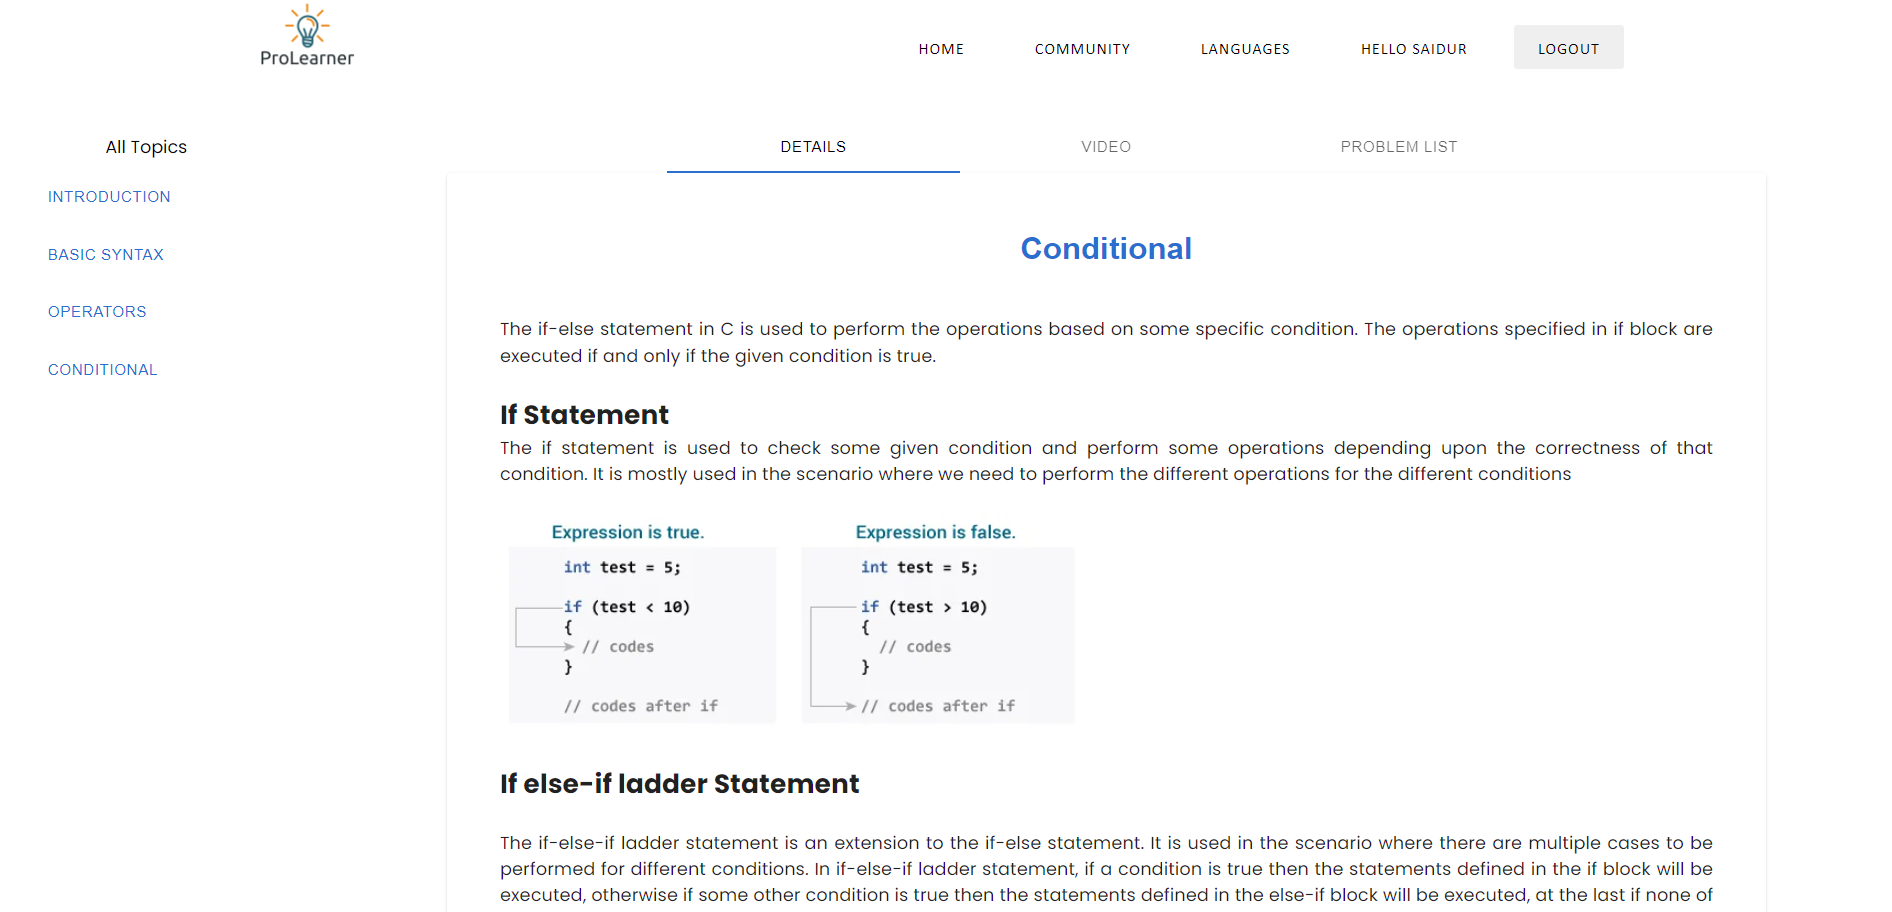 ProLearner
HOME COMMUNITY LANGUAGES HELLO SAIDUR LOGOUT
All Topics
INTRODUCTION
BASIC SYNTAX
OPERATORS
CONDITIONAL
DETAILS VIDEO PROBLEM LIST
Conditional
The if-else statement in C is used to perform the operations based on some specific condition. The operations specified in if block are
executed if and only if the given condition is true.
If Statement
The if statement is used to check some given condition and perform some operations depending upon the correctness of that
condition. It is mostly used in the scenario where we need to perform the different operations for the different conditions
Expression is true.
int test = 5;
if (test < 10)
{
// codes
}
// codes after if
Expression is false.
int test = 5;
if (test > 10)
{
// codes
}
// codes after if
If else-if ladder Statement
The if-else-if ladder statement is an extension to the if-else statement. It is used in the scenario where there are multiple cases to be
performed for different conditions. In if-else-if ladder statement, if a condition is true then the statements defined in the if block will be
executed, otherwise if some other condition is true then the statements defined in the else-if block will be executed, at the last if none of